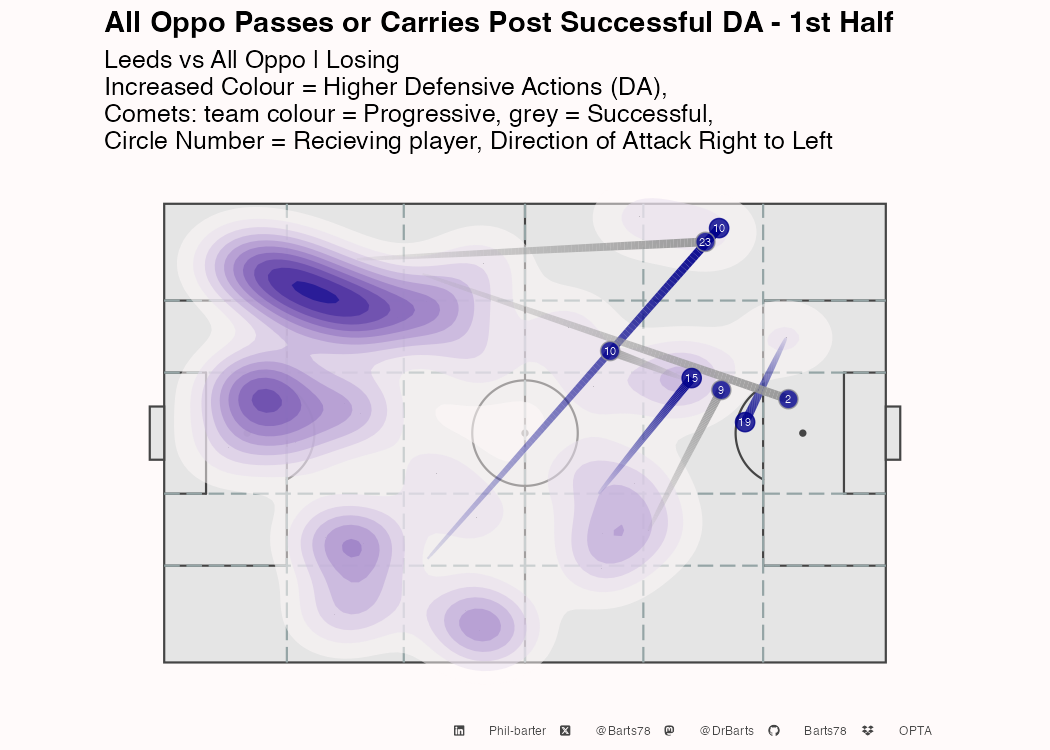 All Oppo Passes or Carries Post Successful DA - 1st Half
Leeds vs All Oppo | Losing
Increased Colour = Higher Defensive Actions (DA),
Comets: team colour = Progressive, grey = Successful,
Circle Number = Recieving player, Direction of Attack Right to Left
10
23
10
15
9
2
19
Phil-barter @Barts78 @DrBarts Barts78 OPTA